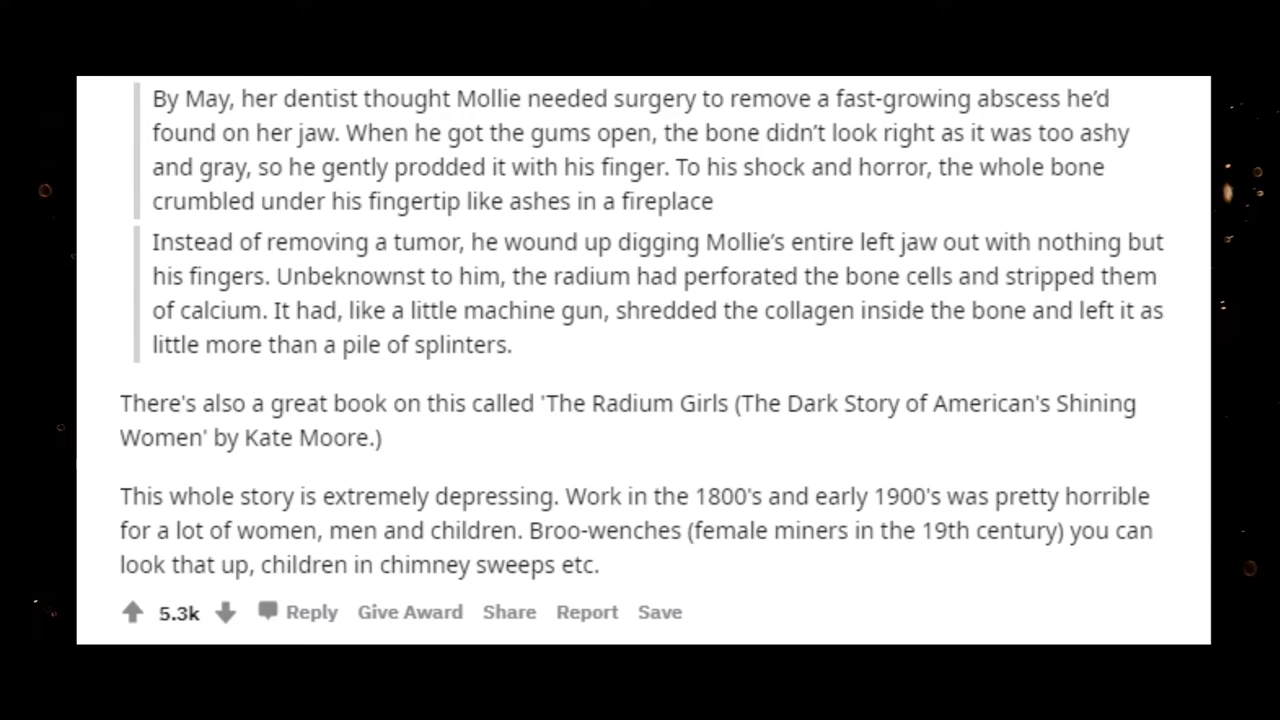 By May, her dentist thought Mollie needed surgery to remove a fast-growing abscess he’d
found on her jaw. When he got the gums open, the bone didn’t look right as it was too ashy
and gray, so he gently prodded it with his finger. To his shock and horror, the whole bone
crumbled under his fingertip like ashes in a fireplace
Instead of removing a tumor, he wound up digging Mollie’s entire left jaw out with nothing but
his fingers. Unbeknownst to him, the radium had perforated the bone cells and stripped them
of calcium. It had, like a little machine gun, shredded the collagen inside the bone and left it as
little more than a pile of splinters.
There's also a great book on this called 'The Radium Girls (The Dark Story of American's Shining
Women' by Kate Moore.)
This whole story is extremely depressing. Work in the 1800's and early 1900's was pretty horrible
for a lot of women, men and children. Broo-wenches (female miners in the 19th century) you can
look that up, children in chimney sweeps etc.
5.3k Reply Give Award Share Report Save